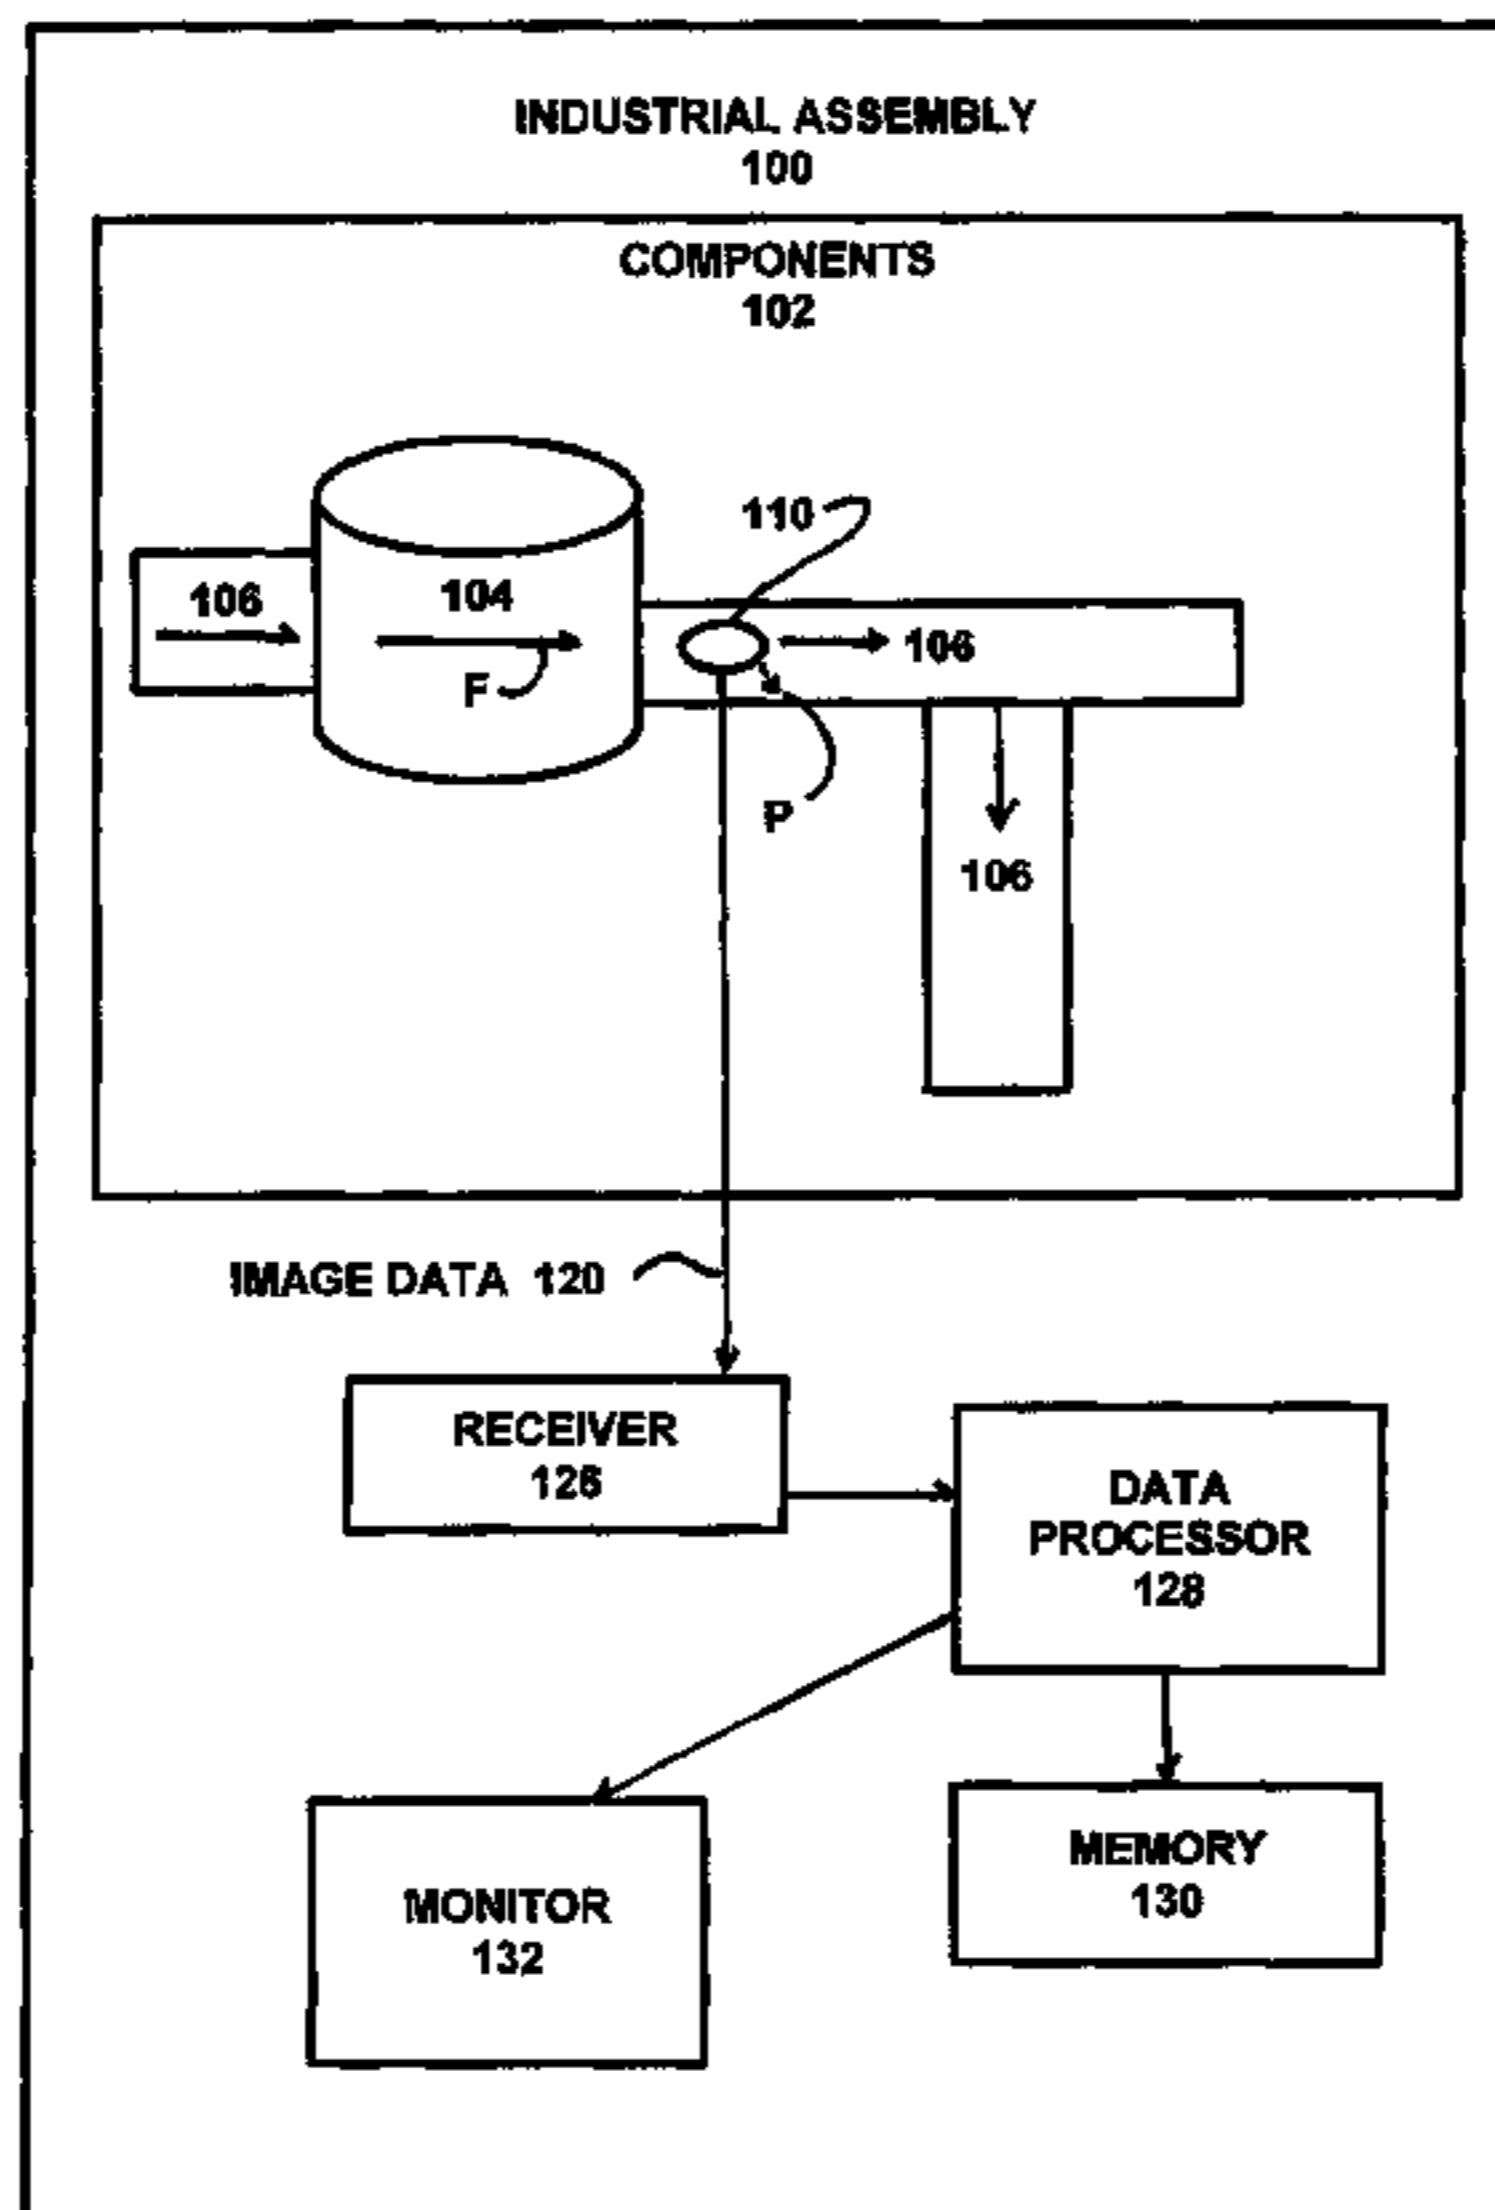 INDUSTRIAL ASSEMBLY
100
COMPONENTS
102
110
106
104
F
106
P
106
IMAGE DATA 120
RECEIVER
126
DATA
PROCESSOR
128
MEMORY
130
MONITOR
132